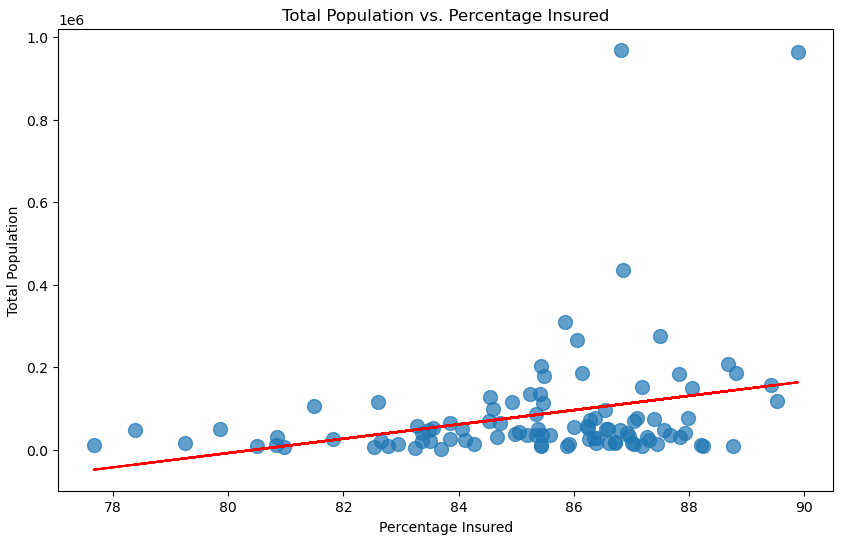 Total Population vs. Percentage Insured
1e6
1.0
0.8
0.6
0.4
0.2
0.0
Total Population
78 80 82 84 86 88 90
Percentage Insured